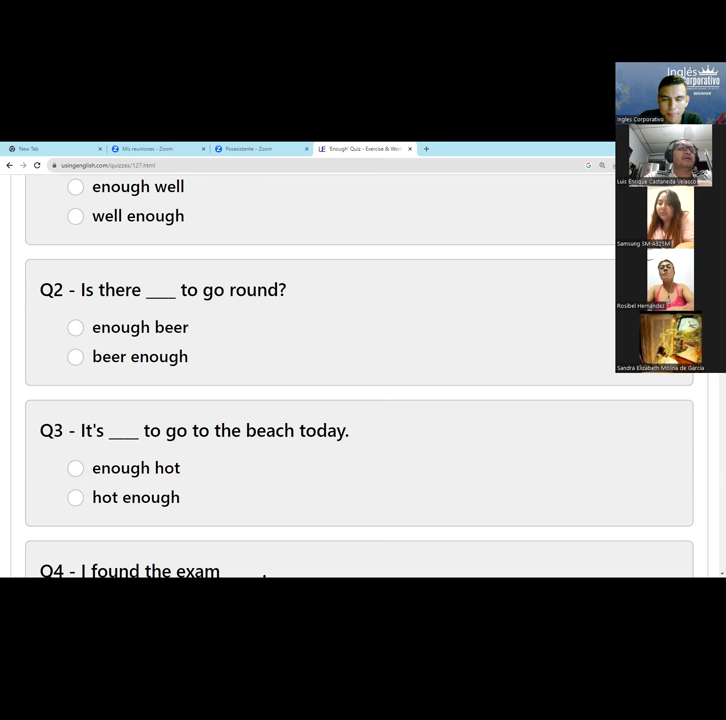 New Tab
Mis reuniones - Zoom
Posasistente - Zoom
'Enough' Quiz - Exercise & Wor
usingenglish.com/quizzes/127.html
enough well
well enough
Q2 - Is there ____ to go round?
enough beer
beer enough
Q3 - It's ____ to go to the beach today.
enough hot
hot enough
Q4 - I found the exam ____.
Inglés
Corporativo
Ingles Corporativo
Luis Enrique Castaneda Velasco
Samsung SM-A325M
Rosibel Hernández
Sandra Elizabeth Molina de Garcia